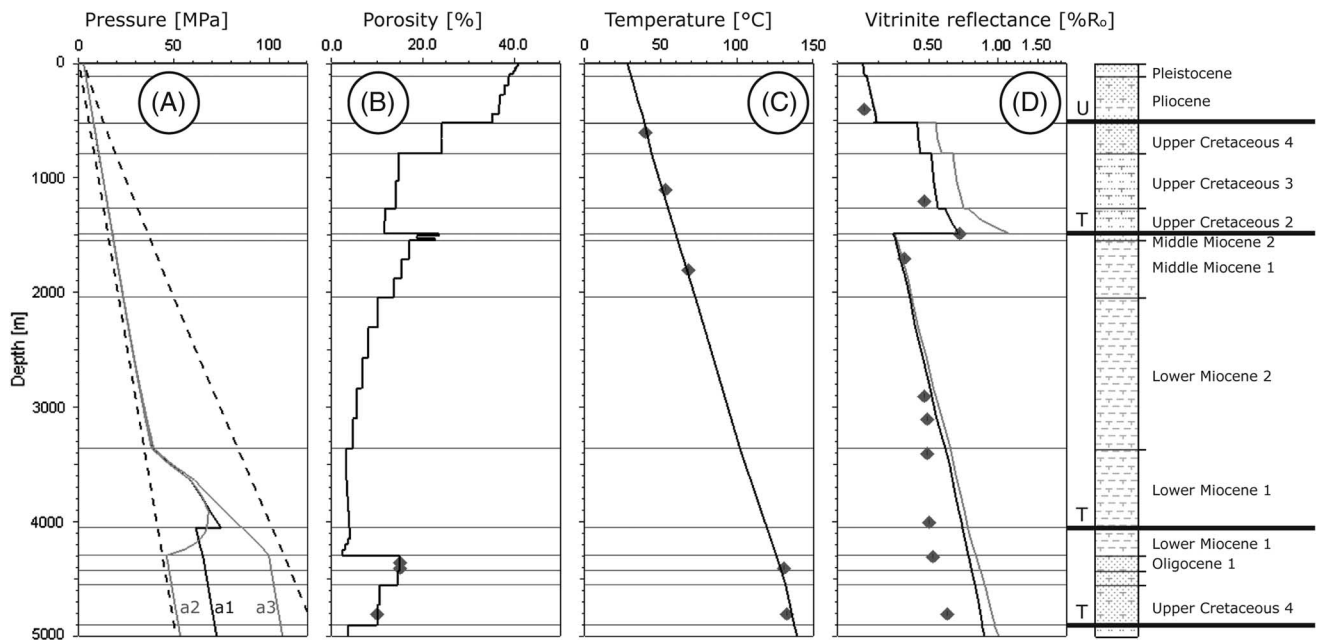 Pressure [MPa]
0 50 100
Porosity [%]
0.0 20.0 40.0
Temperature [°C]
0 50 100 150
Vitrinite reflectance [%Rₒ]
0.50 1.00 1.50
Depth [m]
0
1000
2000
3000
4000
5000
(A)
(B)
(C)
(D)
a2 a1 a3
U
T
T
T
Pleistocene
Pliocene
Upper Cretaceous 4
Upper Cretaceous 3
Upper Cretaceous 2
Middle Miocene 2
Middle Miocene 1
Lower Miocene 2
Lower Miocene 1
Lower Miocene 1
Oligocene 1
Upper Cretaceous 4